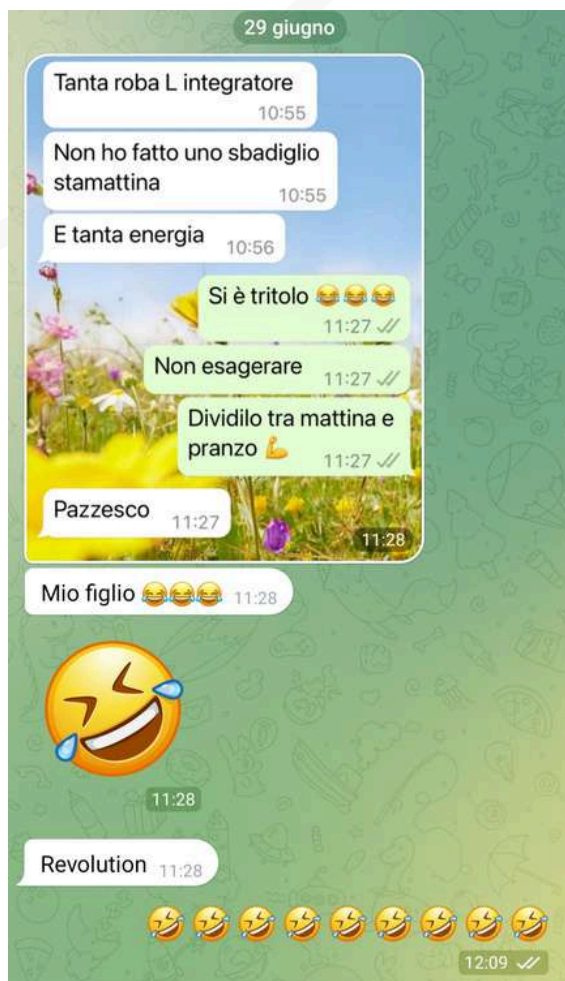 29 giugno
Tanta roba L integratore
10:55
Non ho fatto uno sbadiglio
stamattina
10:55
E tanta energia 10:56
Si è tritolo 😂😂😂
11:27
Non esagerare 11:27
Dividilo tra mattina e
pranzo 💪
11:27
Pazzesco 11:27
11:28
Mio figlio 😂😂😂 11:28
🤣
11:28
Revolution 11:28
🤣🤣🤣🤣🤣🤣🤣🤣🤣
12:09